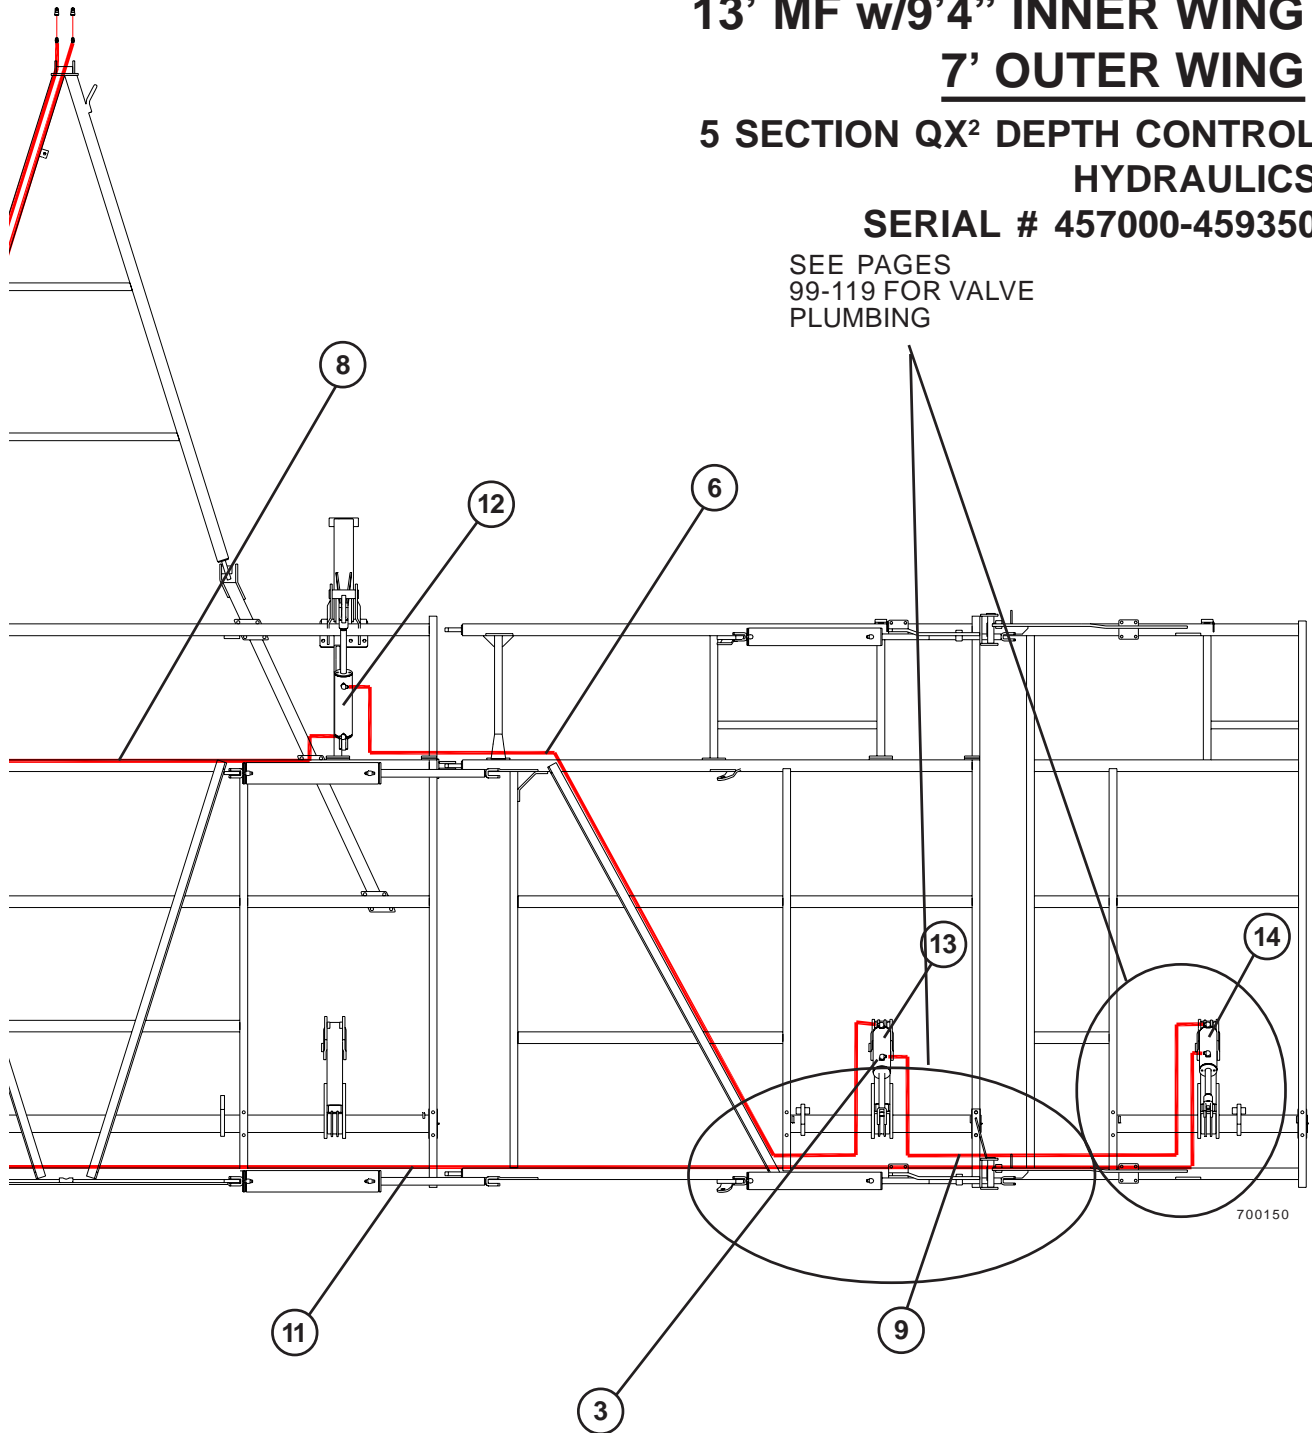 13’ MF w/9’4” INNER WING
7’ OUTER WING
5 SECTION QX² DEPTH CONTROL
HYDRAULICS
SERIAL # 457000-459350
SEE PAGES
99-119 FOR VALVE
PLUMBING
8
12
6
13
14
700150
11
9
3